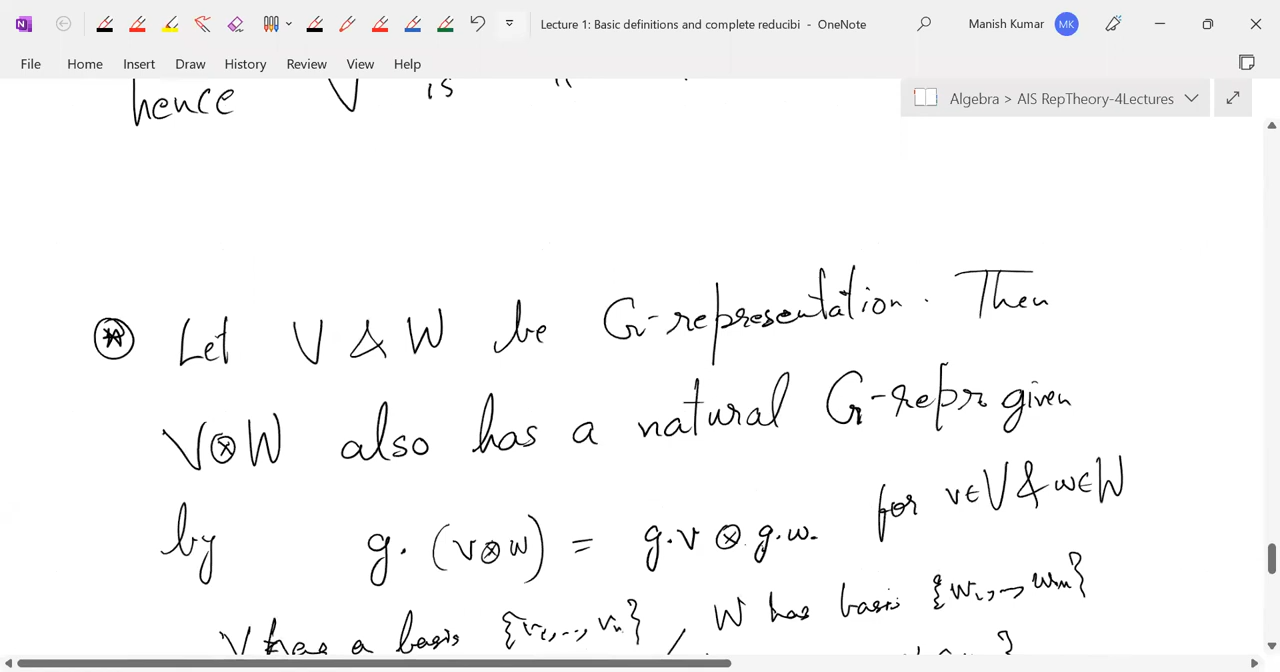 Lecture 1: Basic definitions and complete reducibi - OneNote
Manish Kumar
MK
File Home Insert Draw History Review View Help
Algebra > AIS RepTheory-4Lectures
hence V is "
Let V & W be G-representation. Then
V⊗W also has a natural G-repr given
by g. (v⊗w) = g.v ⊗ g.w. for v∈V & w∈W
V has a basis {v1, .., vn}, W has basis {w1, .., wm}